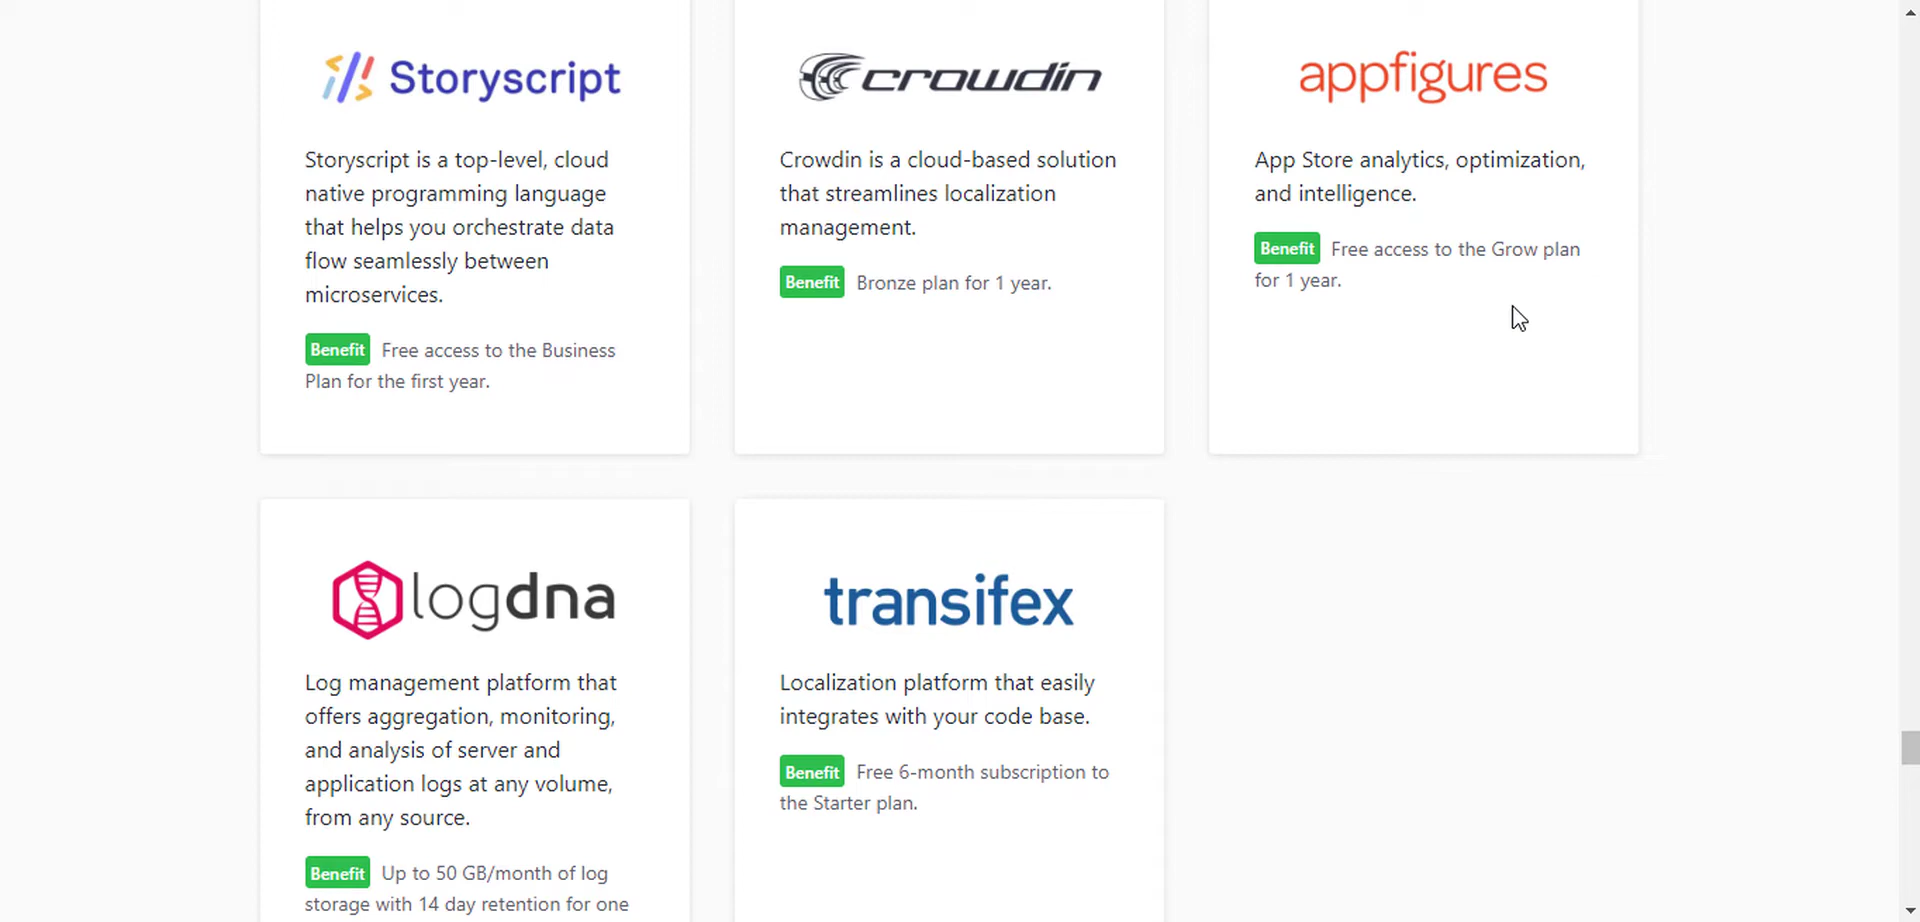 Storyscript
Storyscript is a top-level, cloud
native programming language
that helps you orchestrate data
flow seamlessly between
microservices.
Benefit Free access to the Business
Plan for the first year.
crowdin
Crowdin is a cloud-based solution
that streamlines localization
management.
Benefit Bronze plan for 1 year.
appfigures
App Store analytics, optimization,
and intelligence.
Benefit Free access to the Grow plan
for 1 year.
logdna
Log management platform that
offers aggregation, monitoring,
and analysis of server and
application logs at any volume,
from any source.
Benefit Up to 50 GB/month of log
storage with 14 day retention for one
transifex
Localization platform that easily
integrates with your code base.
Benefit Free 6-month subscription to
the Starter plan.